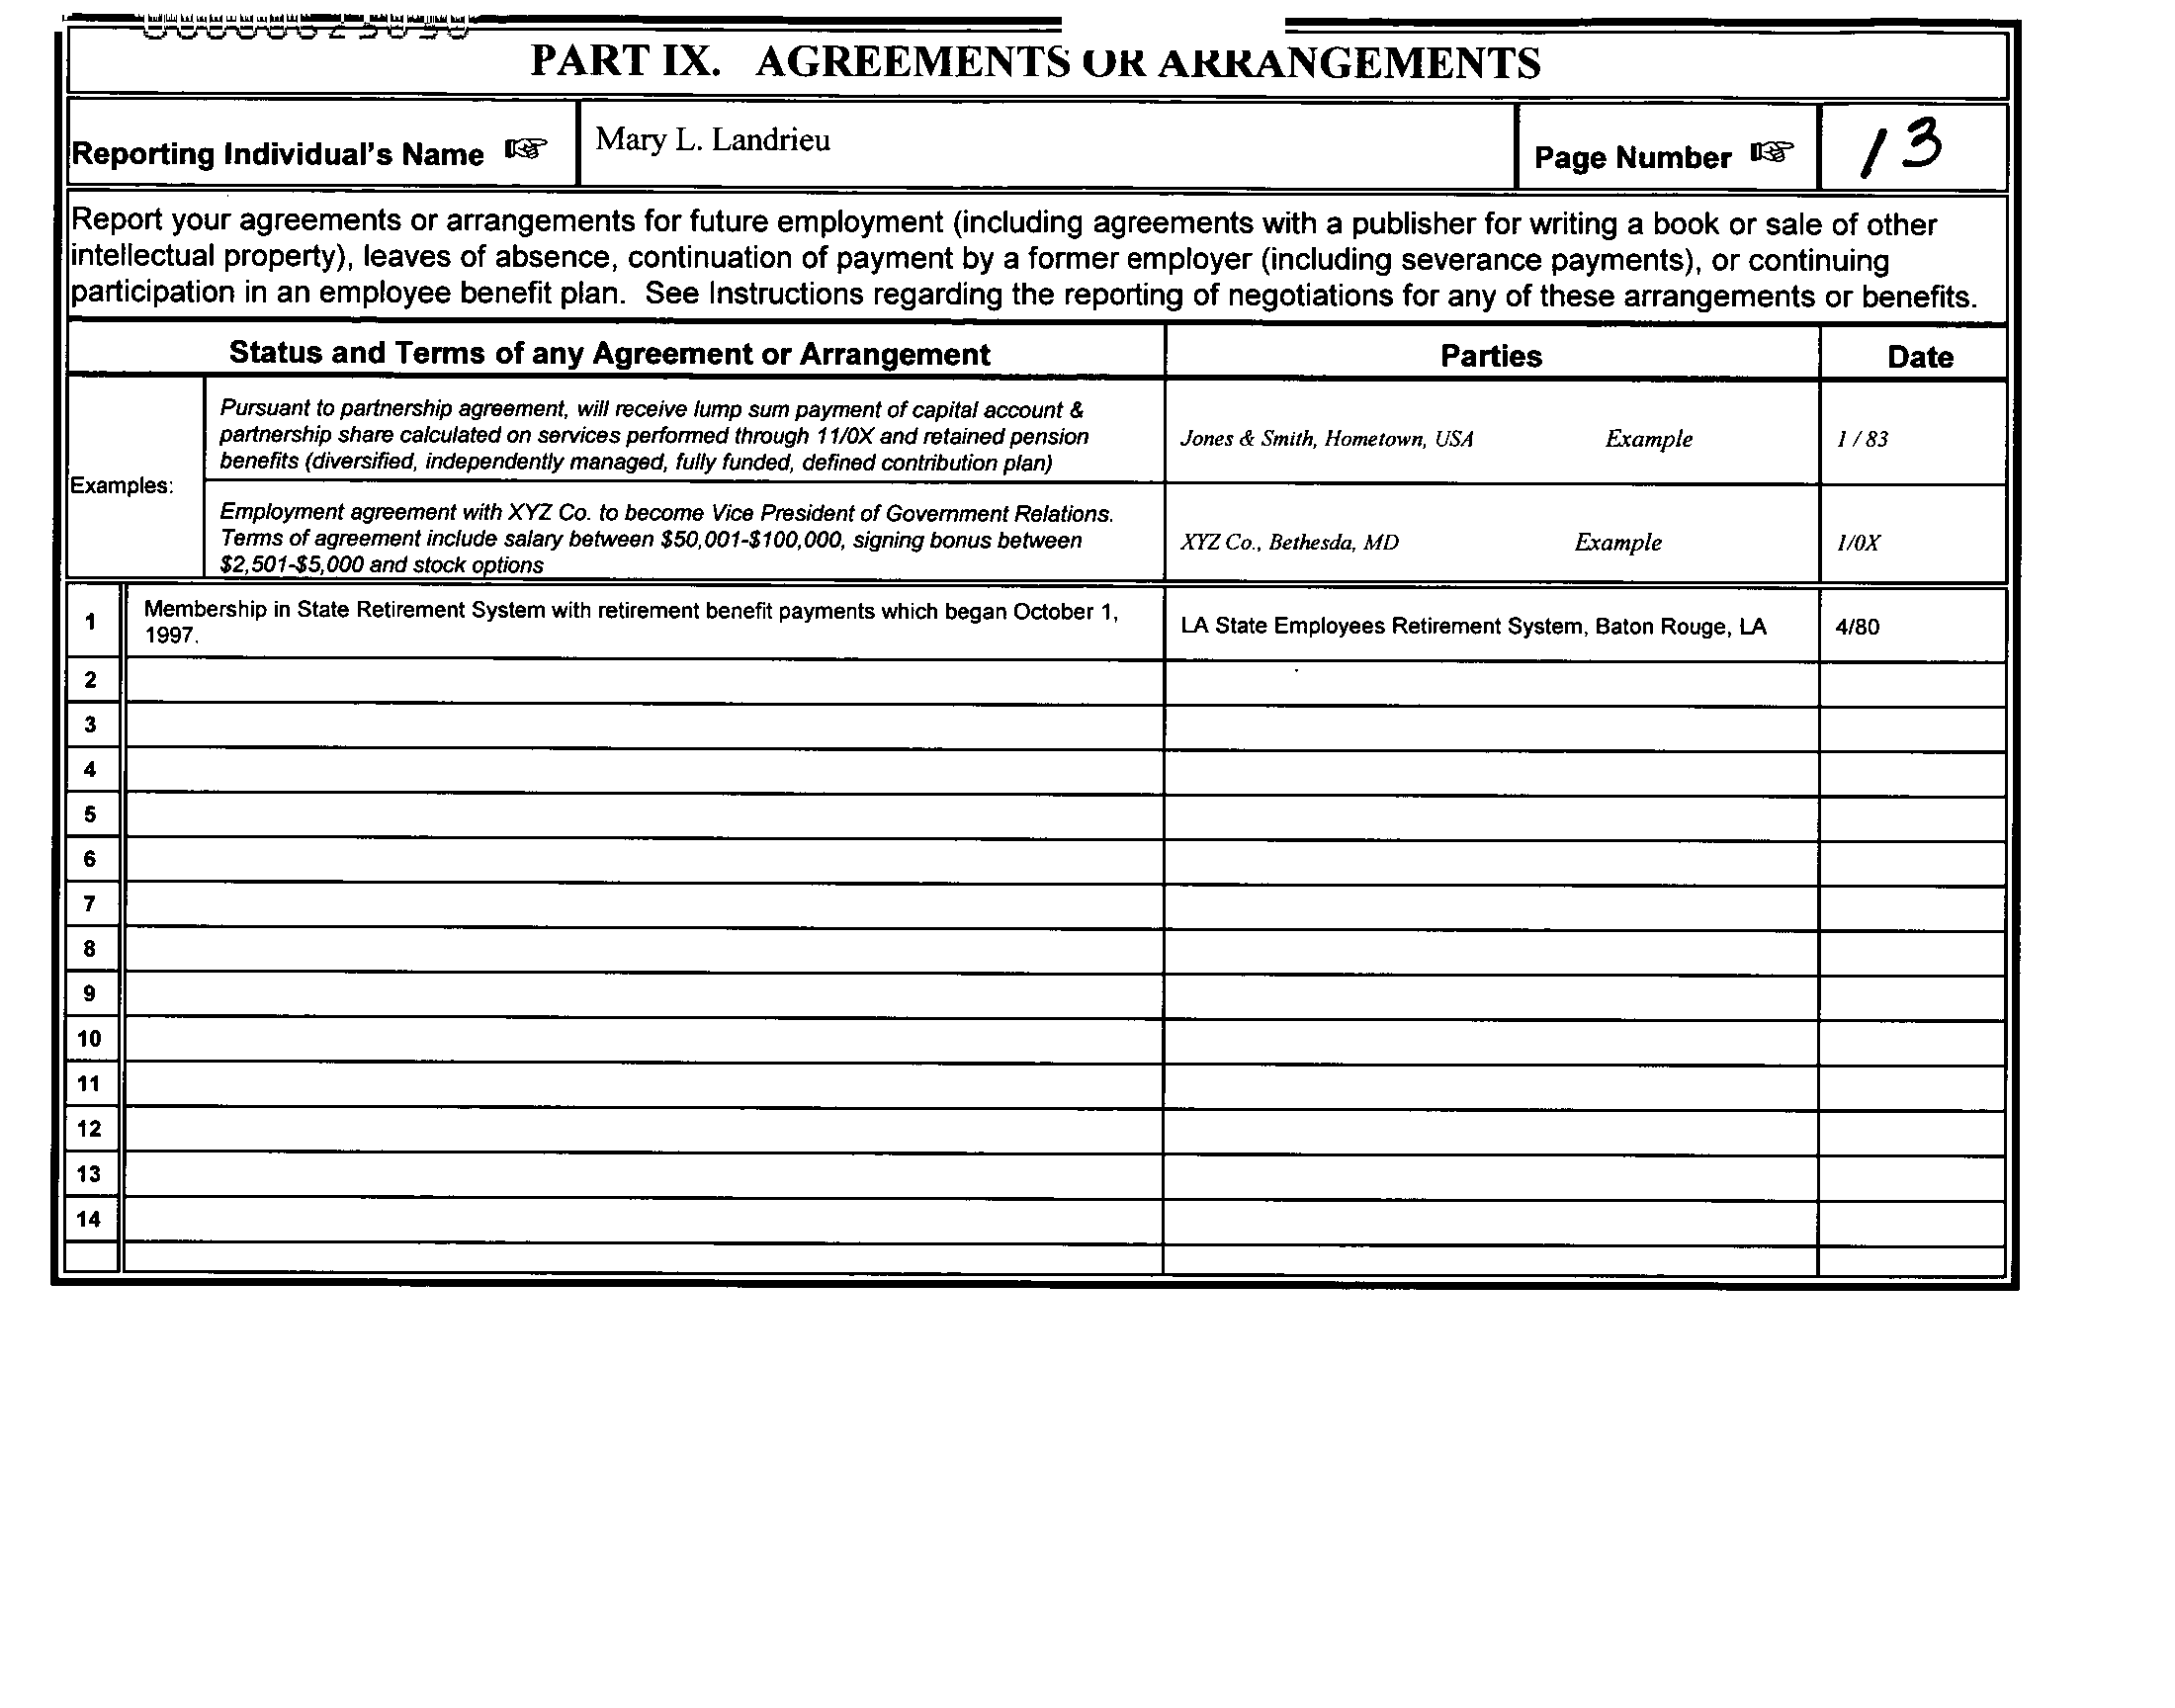 PART IX. AGREEMENTS OR ARRANGEMENTS
Reporting Individual's Name ☞ Mary L. Landrieu Page Number ☞ 13
Report your agreements or arrangements for future employment (including agreements with a publisher for writing a book or sale of other
intellectual property), leaves of absence, continuation of payment by a former employer (including severance payments), or continuing
participation in an employee benefit plan. See Instructions regarding the reporting of negotiations for any of these arrangements or benefits.
Status and Terms of any Agreement or Arrangement Parties Date
Examples:
Pursuant to partnership agreement, will receive lump sum payment of capital account &
partnership share calculated on services performed through 11/0X and retained pension
benefits (diversified, independently managed, fully funded, defined contribution plan)
Jones & Smith, Hometown, USA Example 1 / 83
Employment agreement with XYZ Co. to become Vice President of Government Relations.
Terms of agreement include salary between $50,001-$100,000, signing bonus between
$2,501-$5,000 and stock options
XYZ Co., Bethesda, MD Example 1/0X
1 Membership in State Retirement System with retirement benefit payments which began October 1,
1997.
LA State Employees Retirement System, Baton Rouge, LA 4/80
2
3
4
5
6
7
8
9
10
11
12
13
14